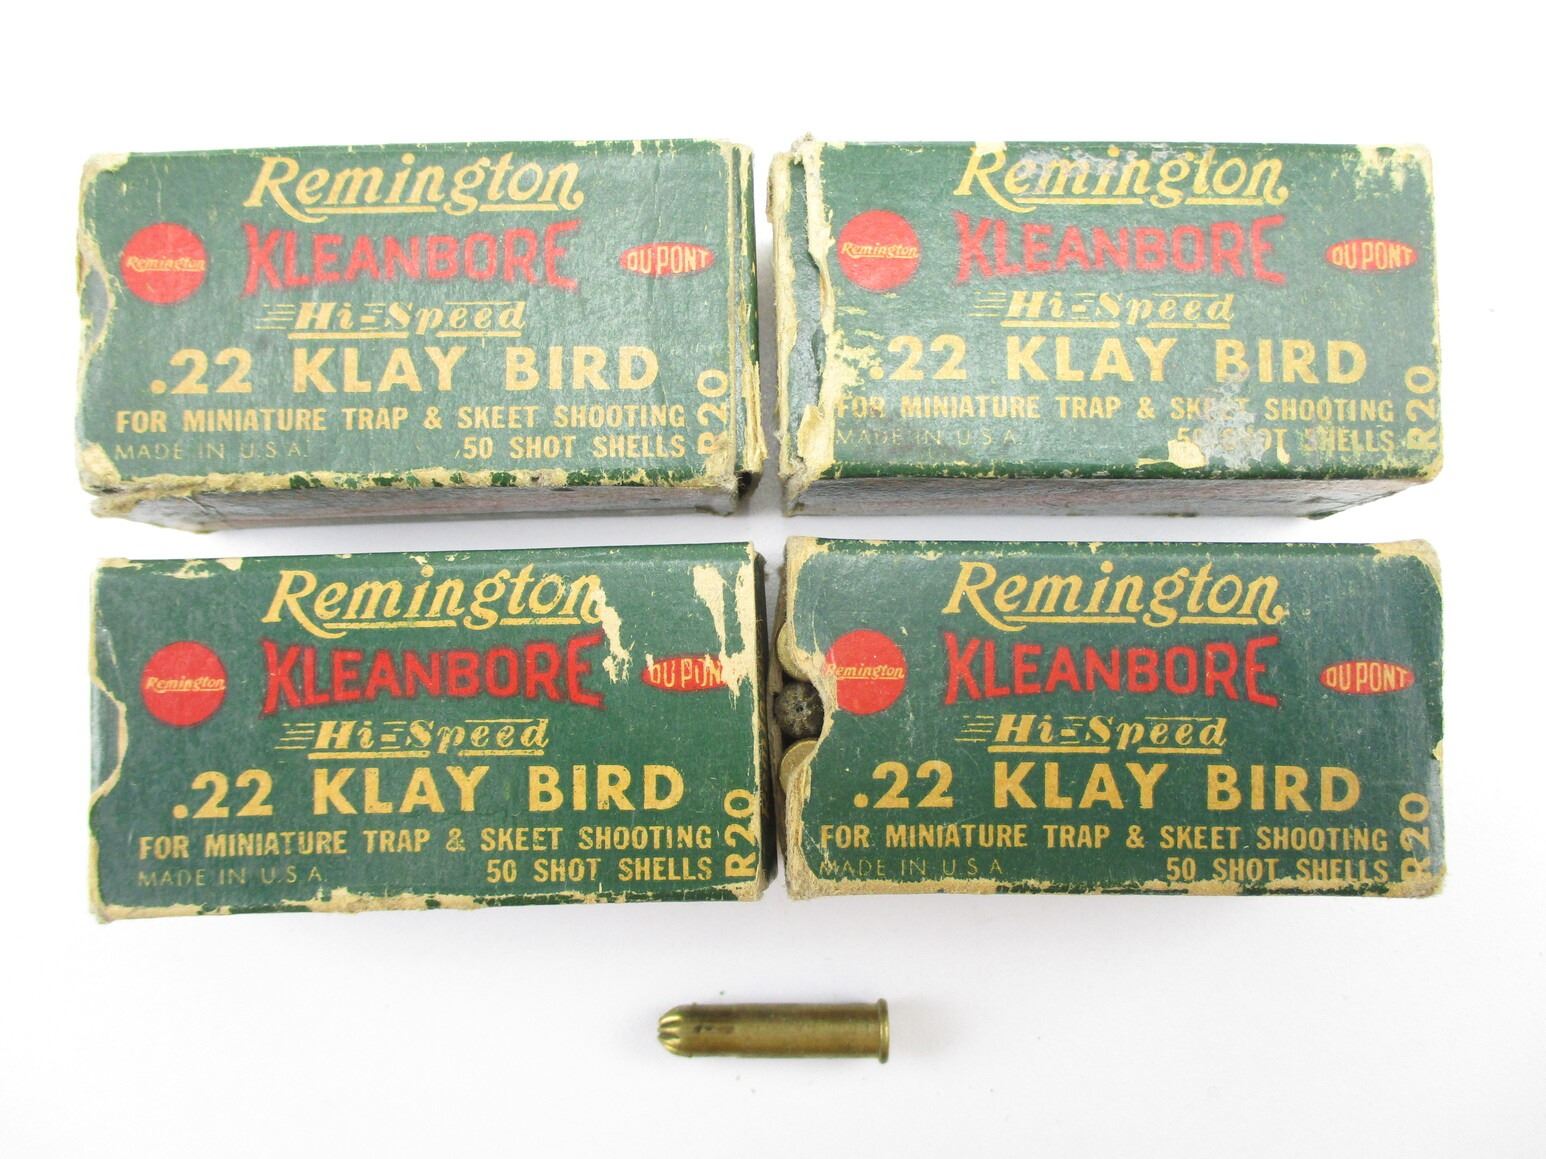 Remington
Remington
KLEANBORE
DU PONT
Hi-Speed
.22 KLAY BIRD
FOR MINIATURE TRAP & SKEET SHOOTING
MADE IN U.S.A.
50 SHOT SHELLS
R20
Remington
Remington
KLEANBORE
DU PONT
Hi-Speed
.22 KLAY BIRD
FOR MINIATURE TRAP & SKEET SHOOTING
MADE IN U.S.A.
50 SHOT SHELLS
R20
Remington
Remington
KLEANBORE
DU PONT
Hi-Speed
.22 KLAY BIRD
FOR MINIATURE TRAP & SKEET SHOOTING
MADE IN U.S.A.
50 SHOT SHELLS
R20
Remington
Remington
KLEANBORE
DU PONT
Hi-Speed
.22 KLAY BIRD
FOR MINIATURE TRAP & SKEET SHOOTING
MADE IN U.S.A.
50 SHOT SHELLS
R20